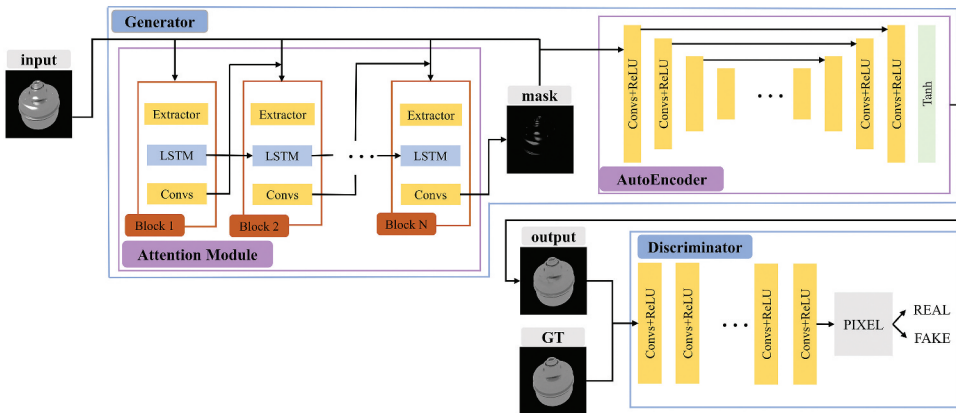 Generator
input
Extractor
LSTM
Convs
Block 1
Extractor
LSTM
Convs
Block 2
Extractor
LSTM
Convs
Block N
Attention Module
mask
Convs+ReLU
Convs+ReLU
Convs+ReLU
Convs+ReLU
Tanh
AutoEncoder
output
GT
Discriminator
Convs+ReLU
Convs+ReLU
Convs+ReLU
Convs+ReLU
PIXEL
REAL
FAKE